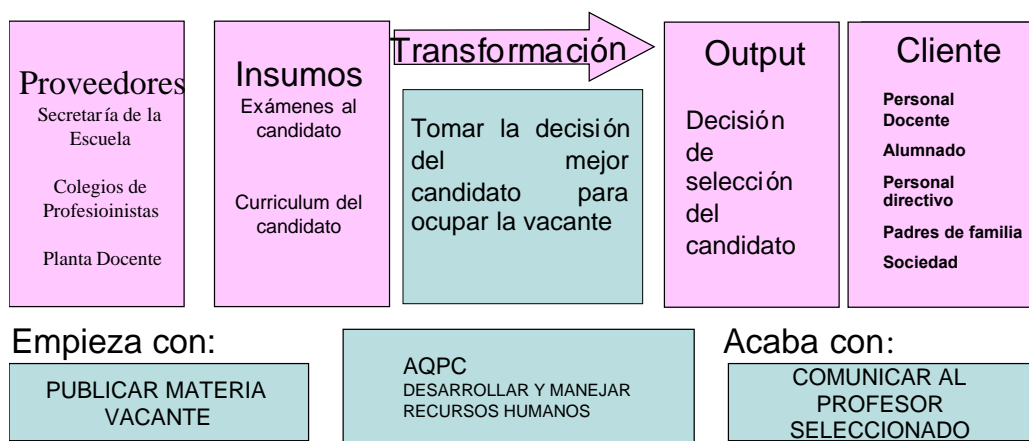 Proveedores
Secretaría de la
Escuela
Colegios de
Profesioinistas
Planta Docente
Insumos
Exámenes al
candidato
Curriculum del
candidato
Transformación
Tomar la decisión
del mejor
candidato para
ocupar la vacante
Output
Decisión
de
selección
del
candidato
Cliente
Personal
Docente
Alumnado
Personal
directivo
Padres de familia
Sociedad
Empieza con:
PUBLICAR MATERIA
VACANTE
AQPC
DESARROLLAR Y MANEJAR
RECURSOS HUMANOS
Acaba con:
COMUNICAR AL
PROFESOR
SELECCIONADO